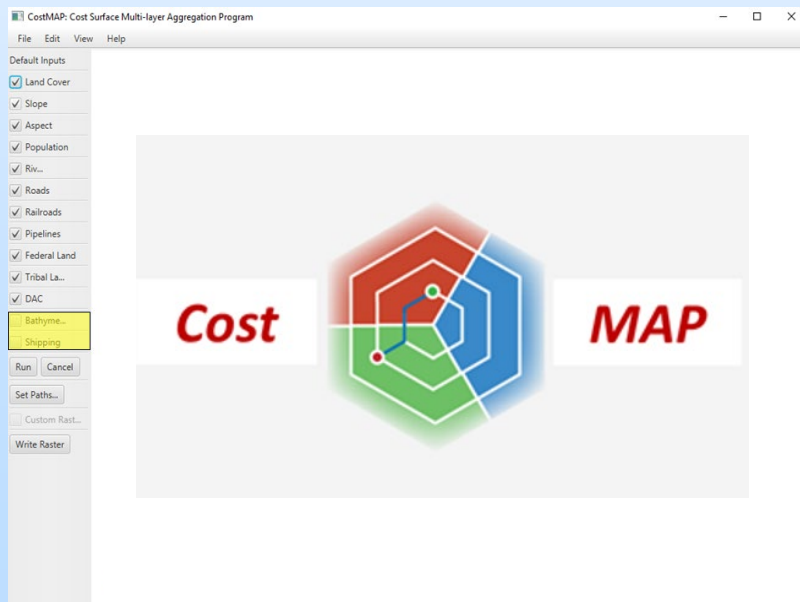 CostMAP: Cost Surface Multi-layer Aggregation Program
File Edit View Help
Default Inputs
Land Cover
Slope
Aspect
Population
Riv...
Roads
Railroads
Pipelines
Federal Land
Tribal La...
DAC
Bathyme...
Shipping
Run Cancel
Set Paths...
Custom Rast...
Write Raster
Cost MAP